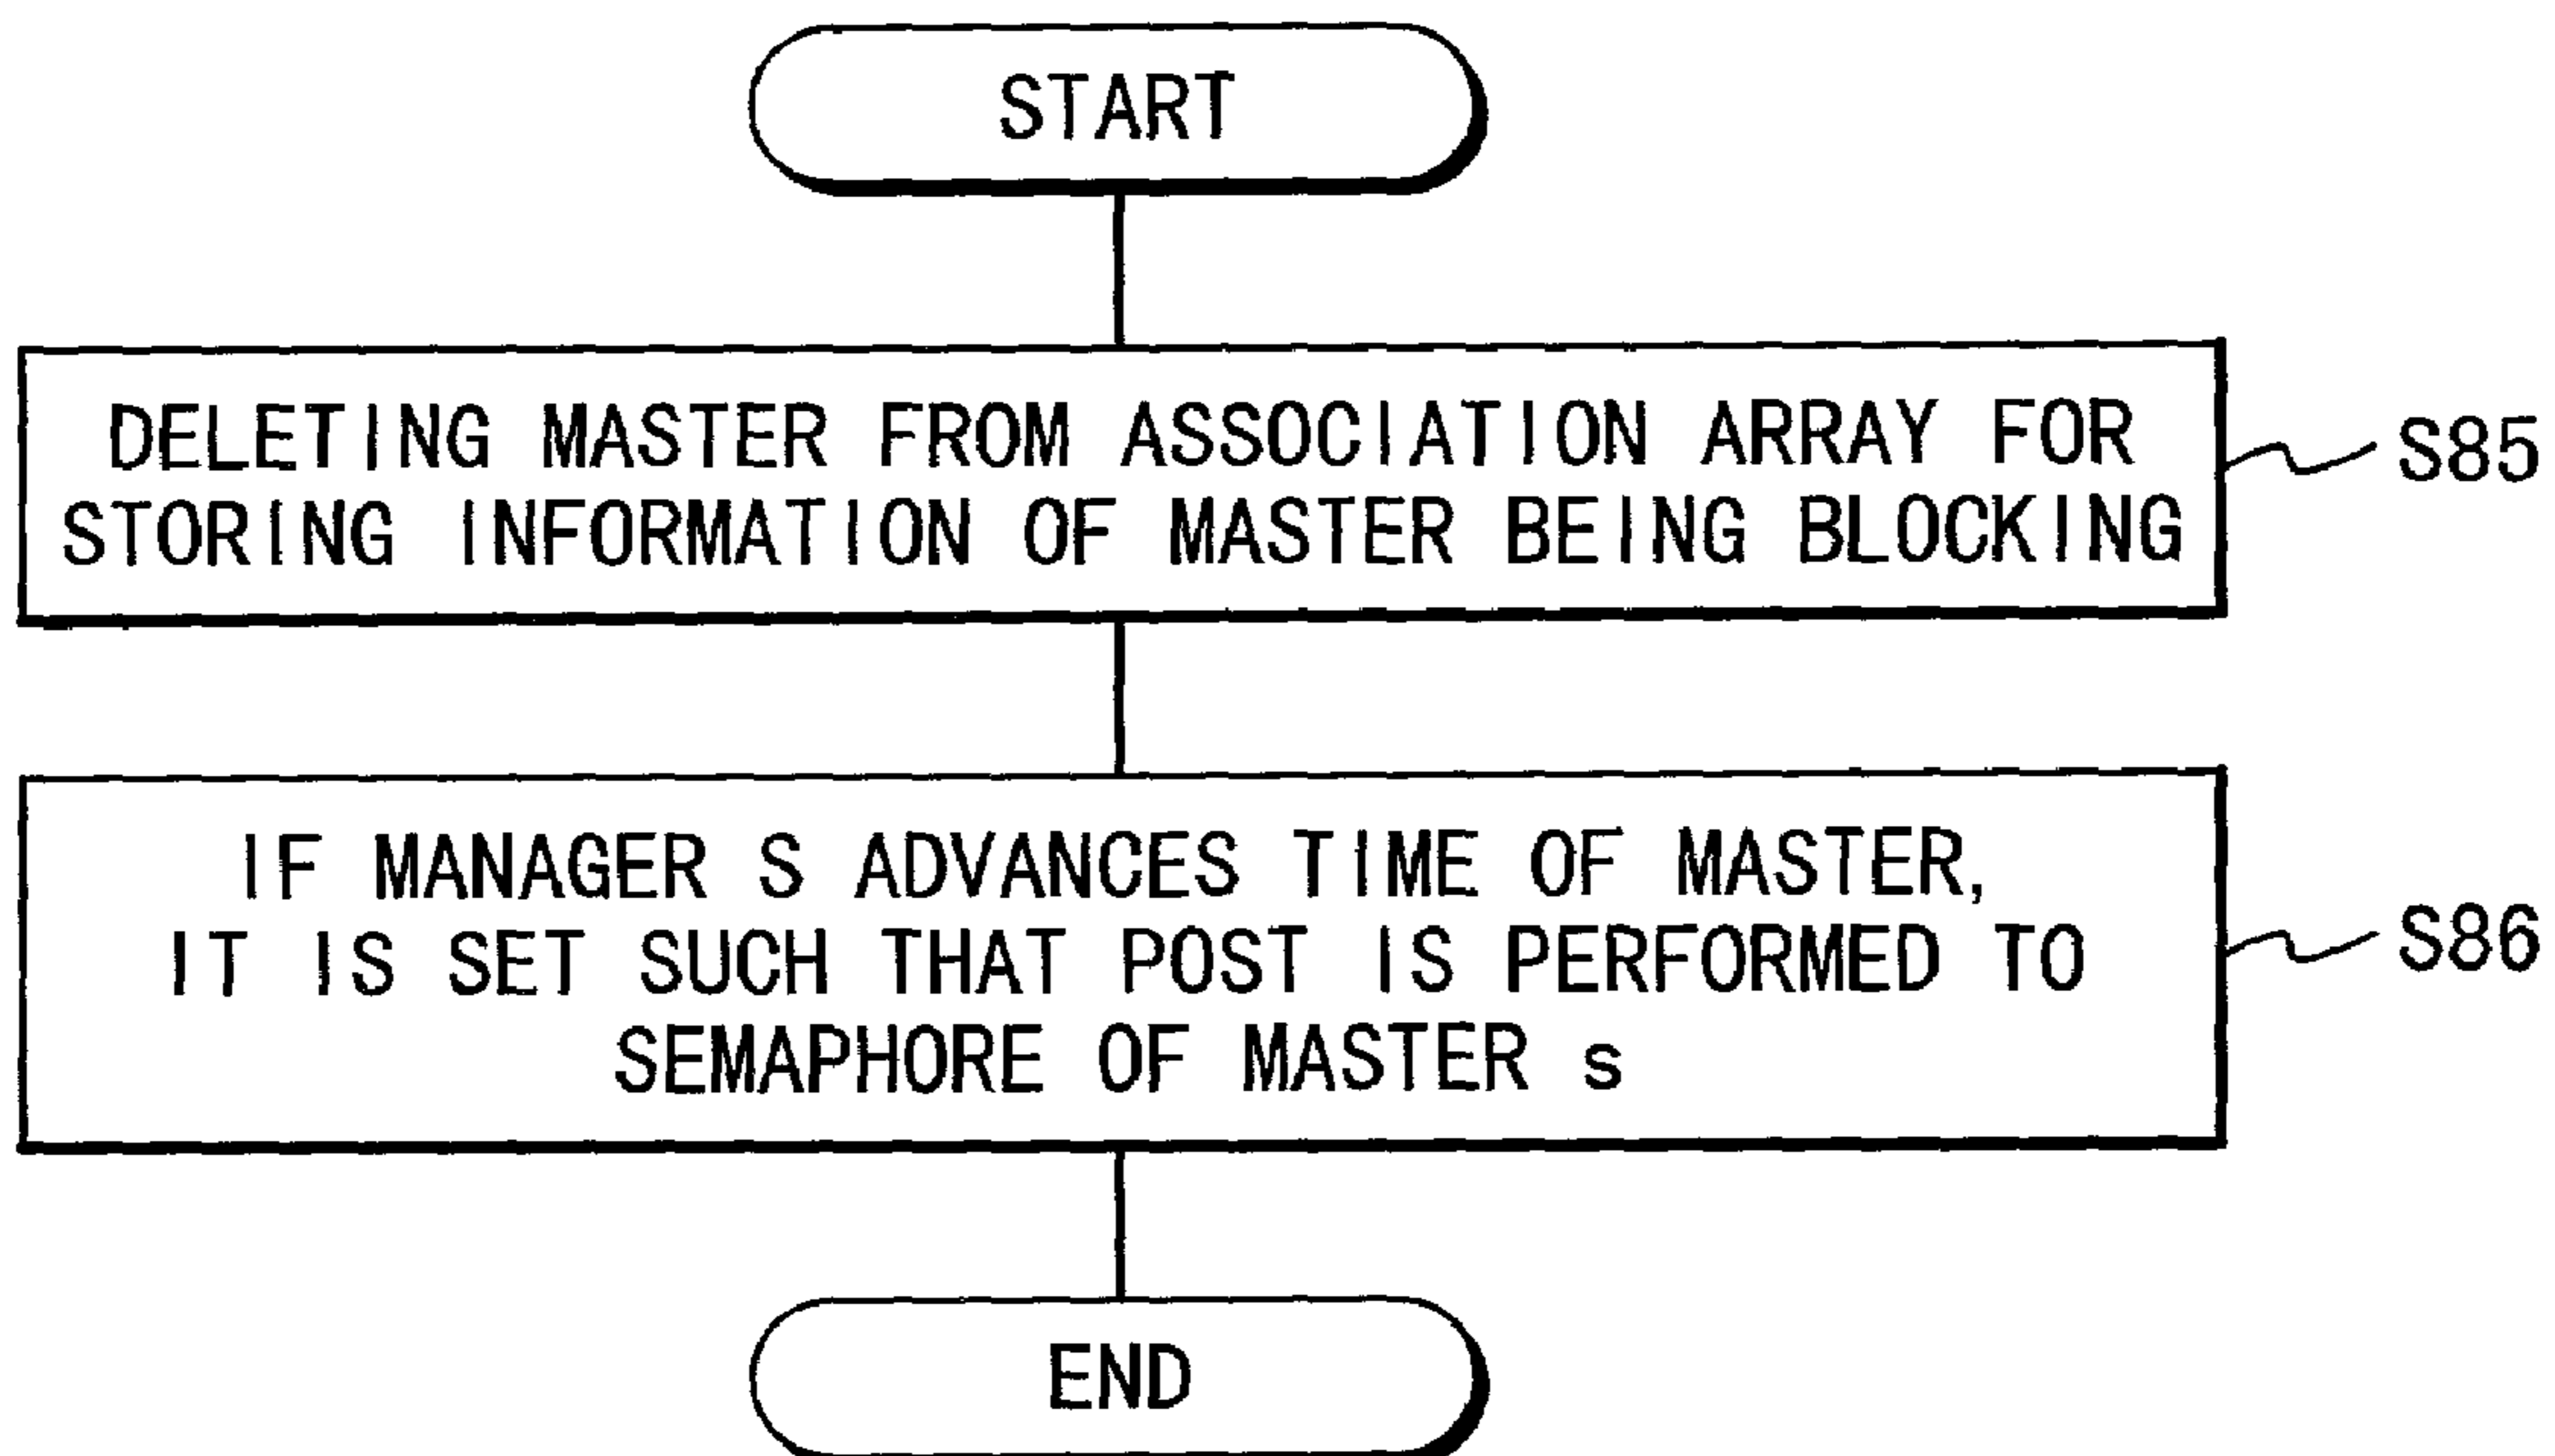 START
DELETING MASTER FROM ASSOCIATION ARRAY FOR
STORING INFORMATION OF MASTER BEING BLOCKING
S85
IF MANAGER S ADVANCES TIME OF MASTER,
IT IS SET SUCH THAT POST IS PERFORMED TO
SEMAPHORE OF MASTER s
S86
END